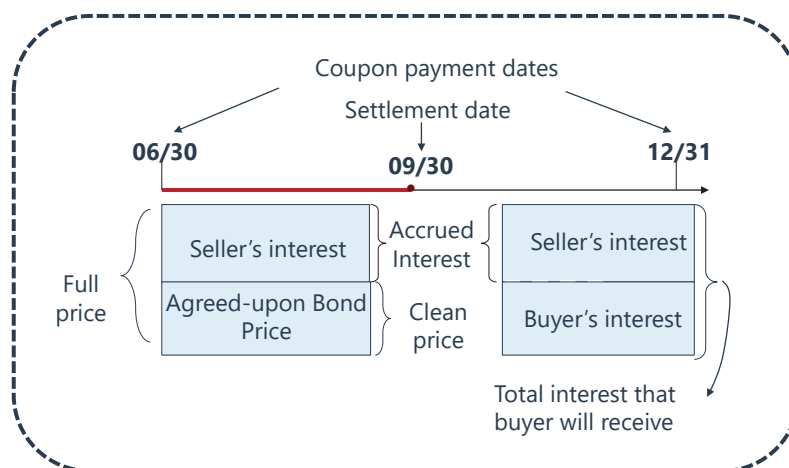 Coupon payment dates
Settlement date
06/30
09/30
12/31
Full
price
Seller's interest
Agreed-upon Bond
Price
Accrued
Interest
Clean
price
Seller's interest
Buyer's interest
Total interest that
buyer will receive